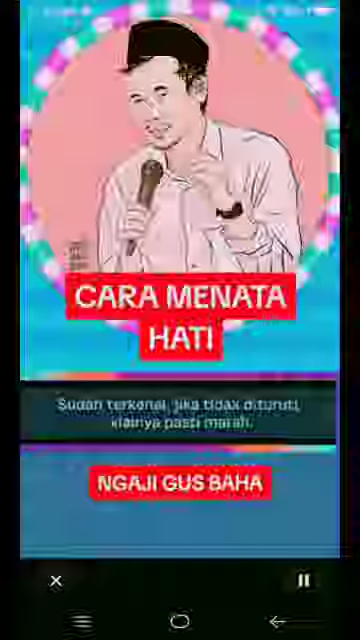 CARA MENATA
HATI
Sudah terkenal, jika tidak dituruti,
kiainya pasti marah.
NGAJI GUS BAHA